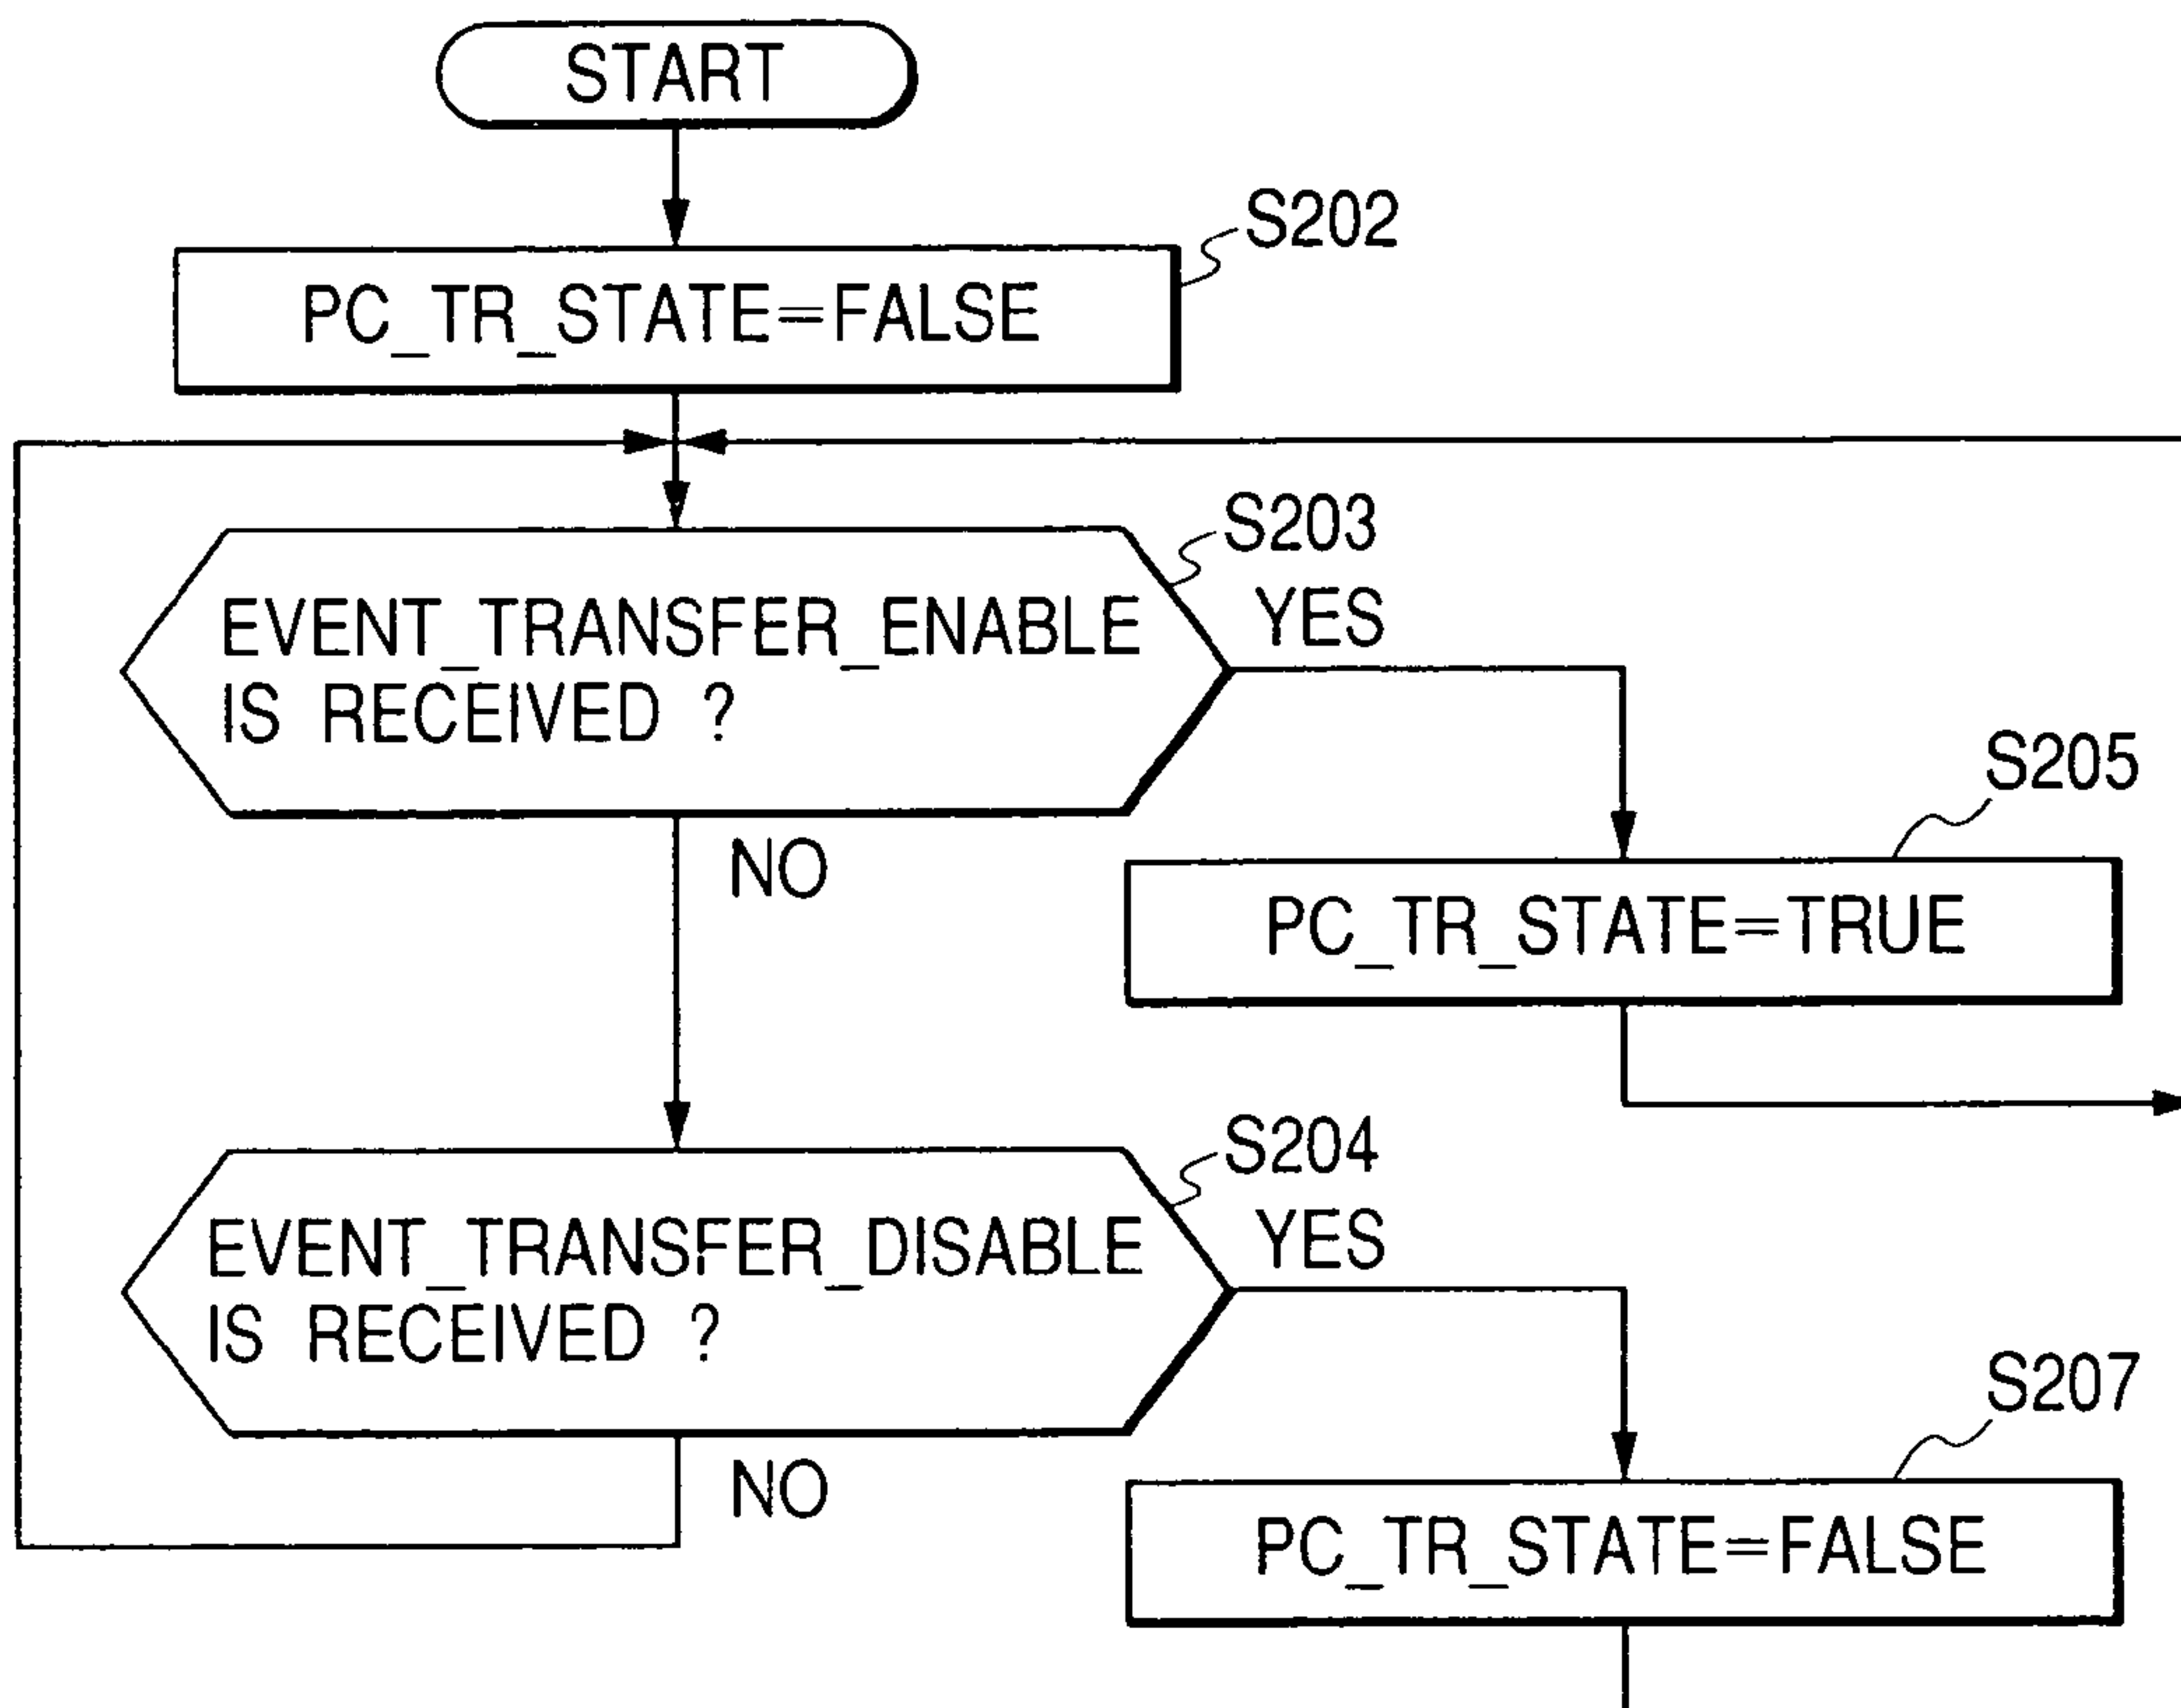 START
S202
PC_TR_STATE=FALSE
S203
EVENT_TRANSFER_ENABLE
IS RECEIVED ?
YES
NO
S205
PC_TR_STATE=TRUE
S204
EVENT_TRANSFER_DISABLE
IS RECEIVED ?
YES
NO
S207
PC_TR_STATE=FALSE